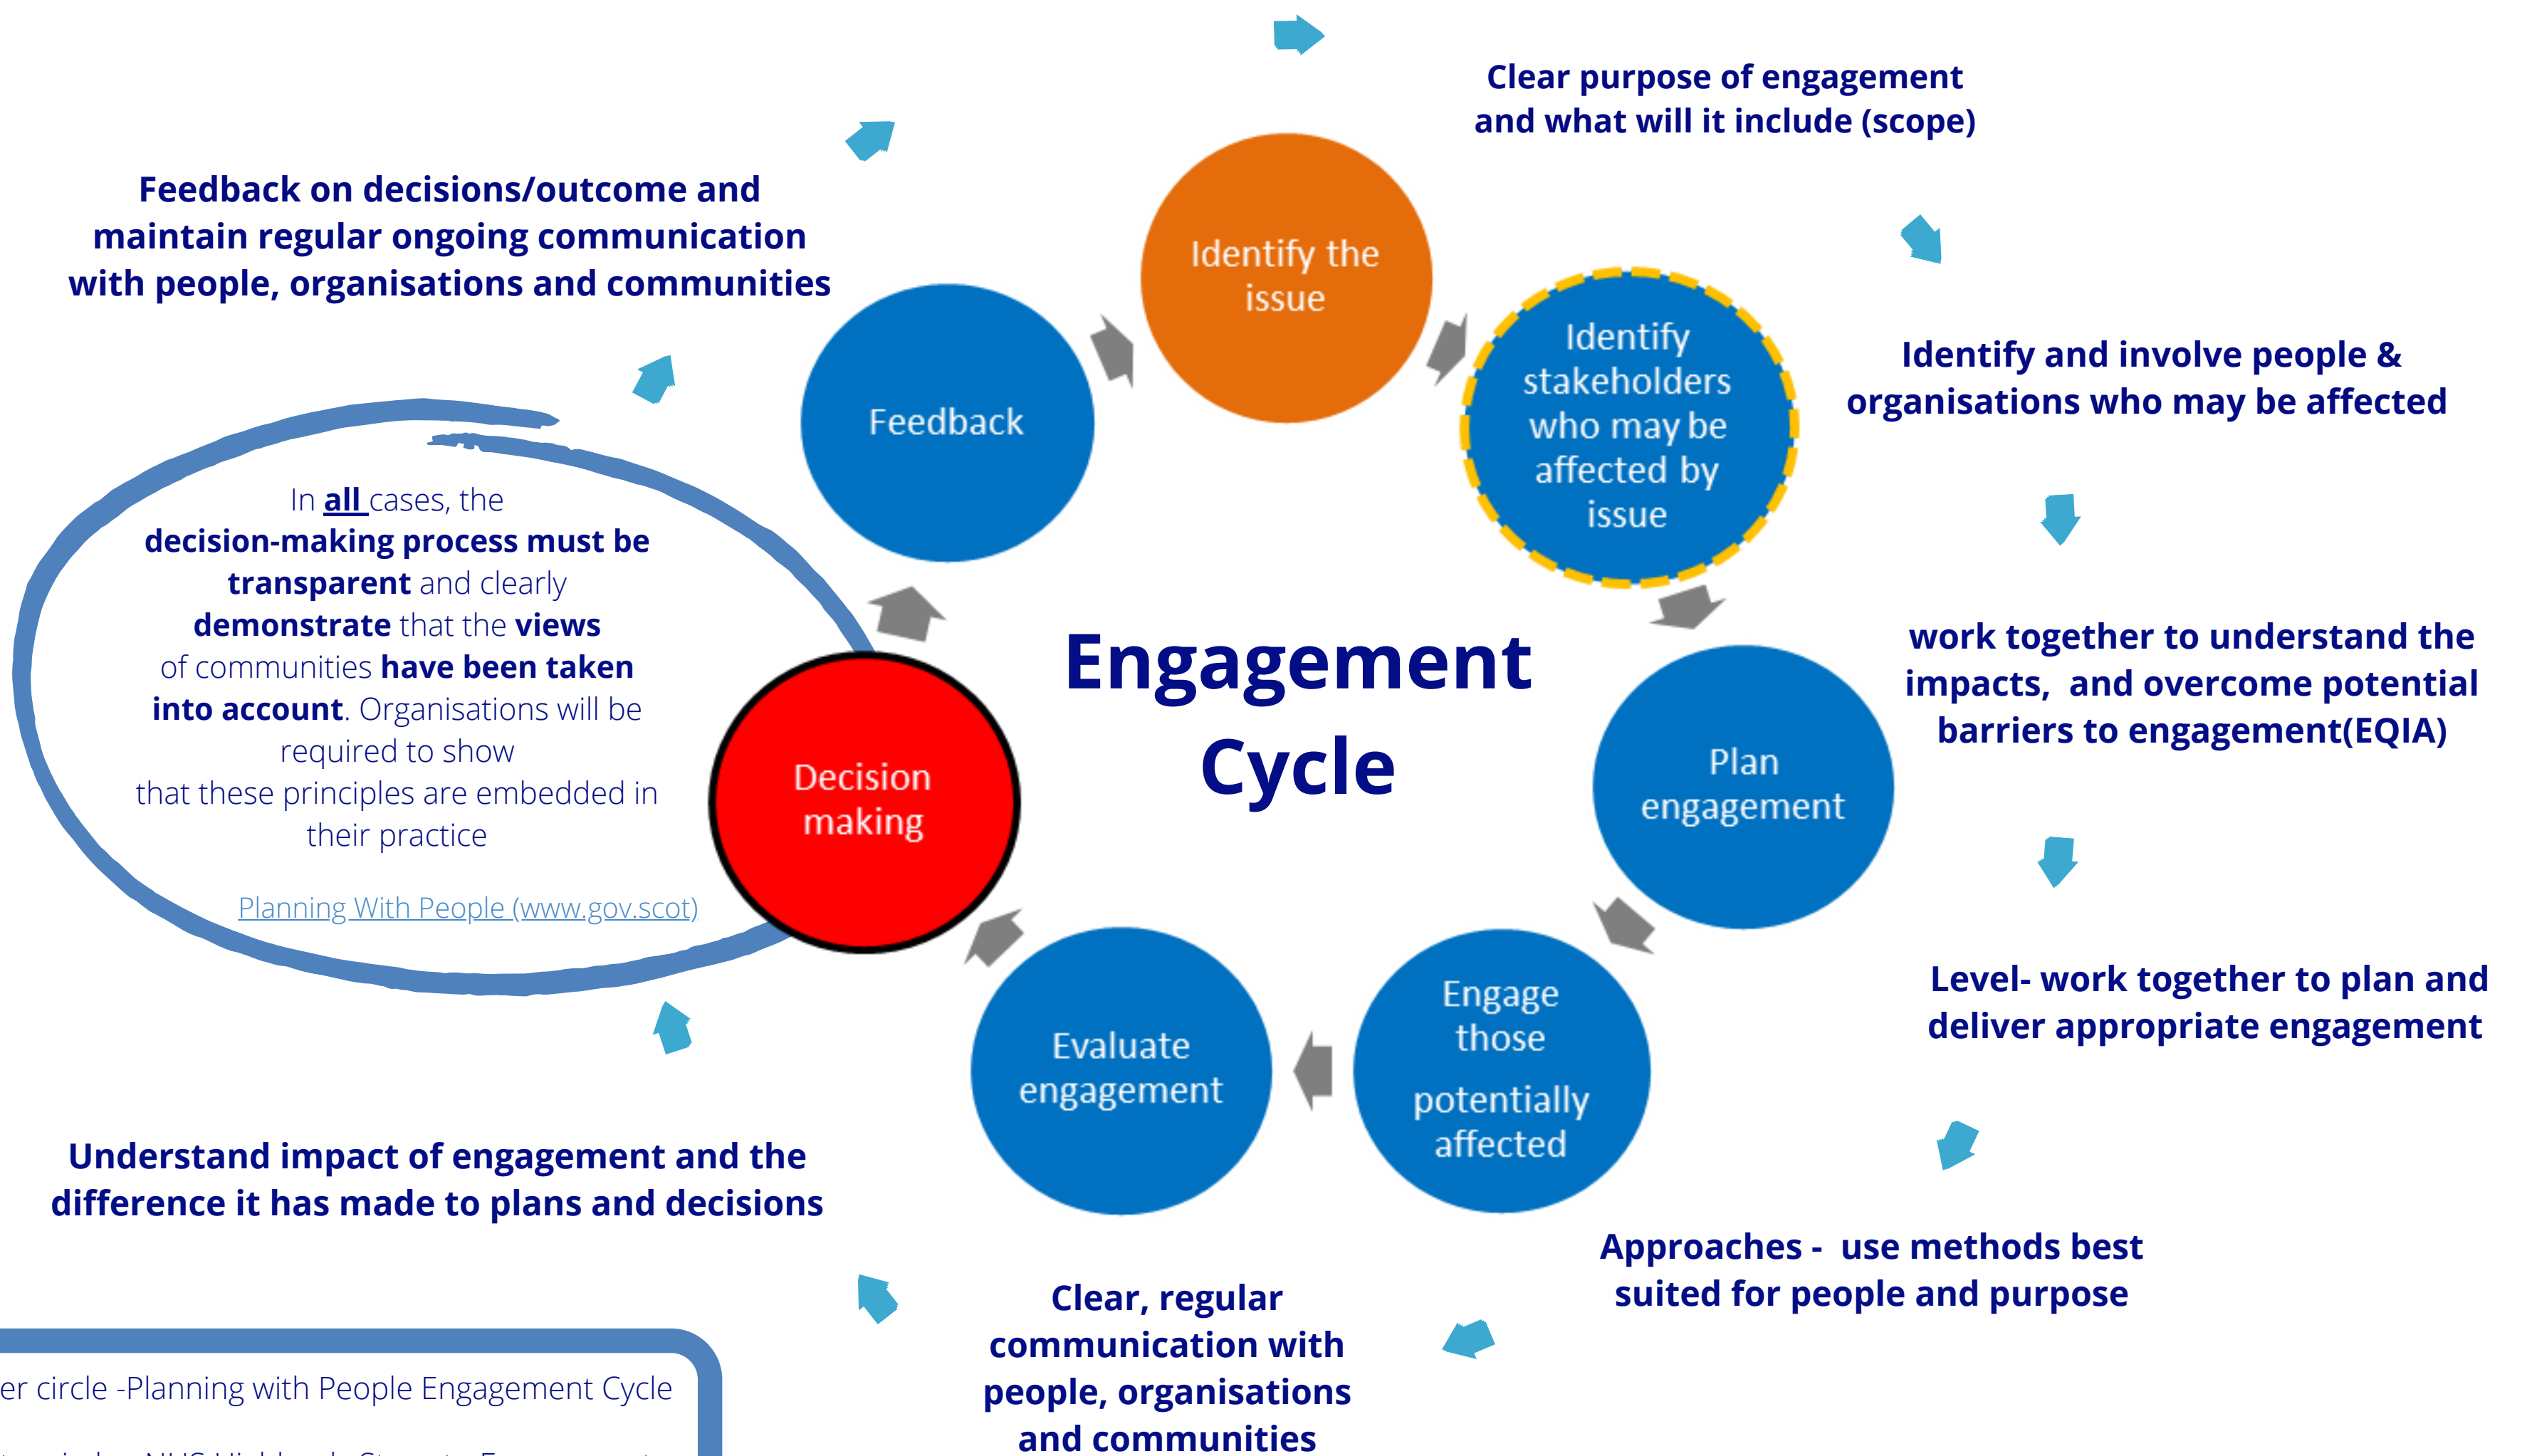 Clear purpose of engagement
and what will it include (scope)
Feedback on decisions/outcome and
maintain regular ongoing communication
with people, organisations and communities
Identify the
issue
Identify
stakeholders
who may be
affected by
issue
Identify and involve people &
organisations who may be affected
Feedback
In all cases, the
decision-making process must be
transparent and clearly
demonstrate that the views
of communities have been taken
into account. Organisations will be
required to show
that these principles are embedded in
their practice
Planning With People (www.gov.scot)
Engagement
Cycle
work together to understand the
impacts,  and overcome potential
barriers to engagement(EQIA)
Decision
making
Plan
engagement
Level- work together to plan and
deliver appropriate engagement
Engage
those
potentially
affected
Evaluate
engagement
Understand impact of engagement and the
difference it has made to plans and decisions
Approaches -  use methods best
suited for people and purpose
Clear, regular
communication with
people, organisations
and communities
er circle -Planning with People Engagement Cycle